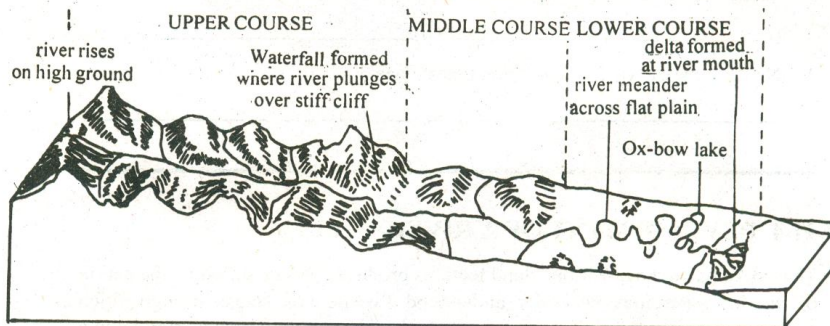 UPPER COURSE
MIDDLE COURSE LOWER COURSE
river rises
on high ground
Waterfall formed
wnere river plunges
over stiff cliff
delta formed
at river mouth
river meander
across flat plain
Ox-bow lake